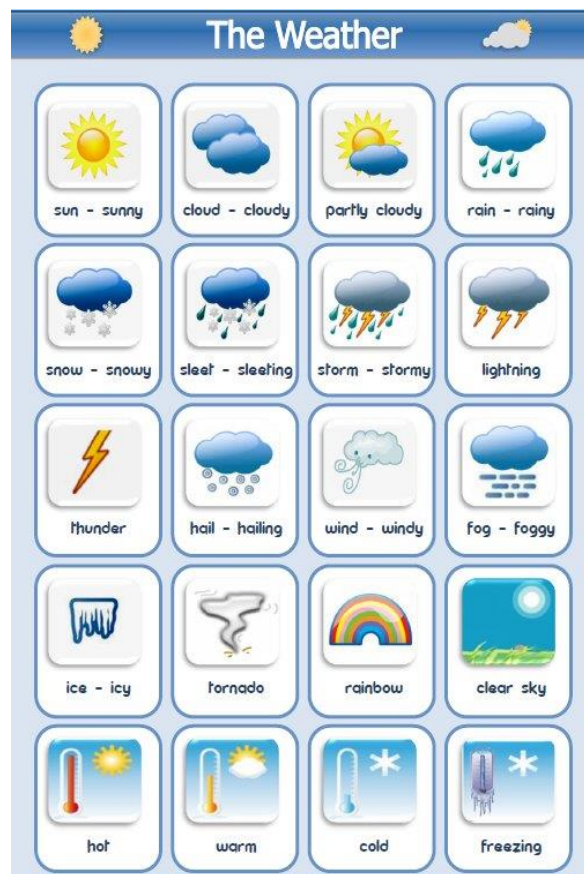 The Weather
sun - sunny
cloud - cloudy
partly cloudy
rain - rainy
snow - snowy
sleet - sleeting
storm - stormy
lightning
thunder
hail - hailing
wind - windy
fog - foggy
ice - icy
tornado
rainbow
clear sky
hot
warm
cold
freezing